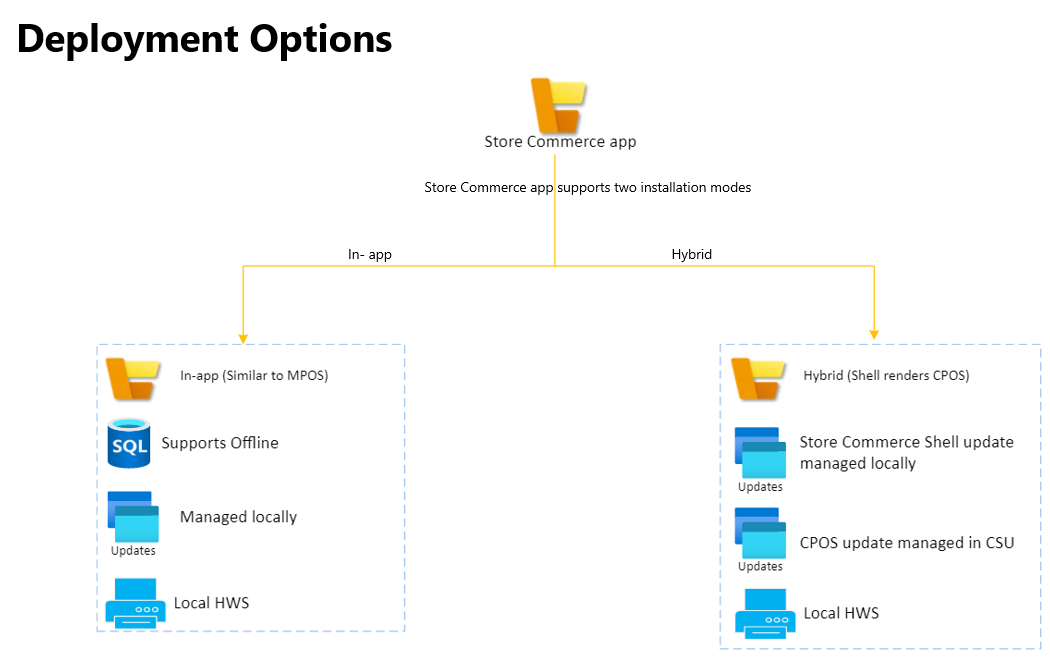 Deployment Options
Store Commerce app
Store Commerce app supports two installation modes
In- app
Hybrid
In-app (Similar to MPOS)
SQL
Supports Offline
Managed locally
Updates
Local HWS
Hybrid (Shell renders CPOS)
Store Commerce Shell update
managed locally
Updates
CPOS update managed in CSU
Updates
Local HWS